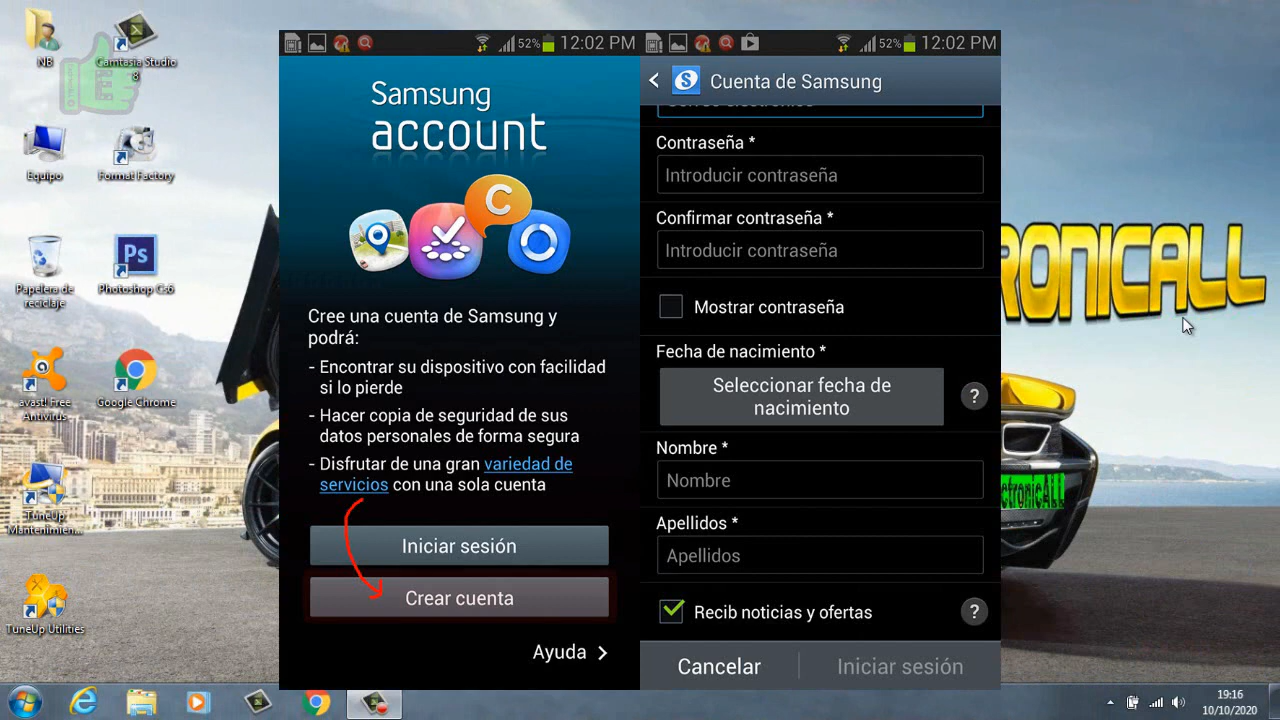 NB
Camtasia Studio
8
Equipo
Format Factory
Papelera de
reciclaje
Photoshop Cs6
avast! Free
Antivirus
Google Chrome
TuneUp
Mantenimien...
TuneUp Utilities
52% 12:02 PM
Samsung
account
C
Cree una cuenta de Samsung y
podrá:
- Encontrar su dispositivo con facilidad
si lo pierde
- Hacer copia de seguridad de sus
datos personales de forma segura
- Disfrutar de una gran variedad de
servicios con una sola cuenta
Iniciar sesión
Crear cuenta
Ayuda
52% 12:02 PM
S Cuenta de Samsung
Contraseña *
Introducir contraseña
Confirmar contraseña *
Introducir contraseña
Mostrar contraseña
Fecha de nacimiento *
Seleccionar fecha de
nacimiento
?
Nombre *
Nombre
Apellidos *
Apellidos
Recib noticias y ofertas
?
Cancelar
Iniciar sesión
RONICALL
ctronicALL
Ps
19:16
10/10/2020